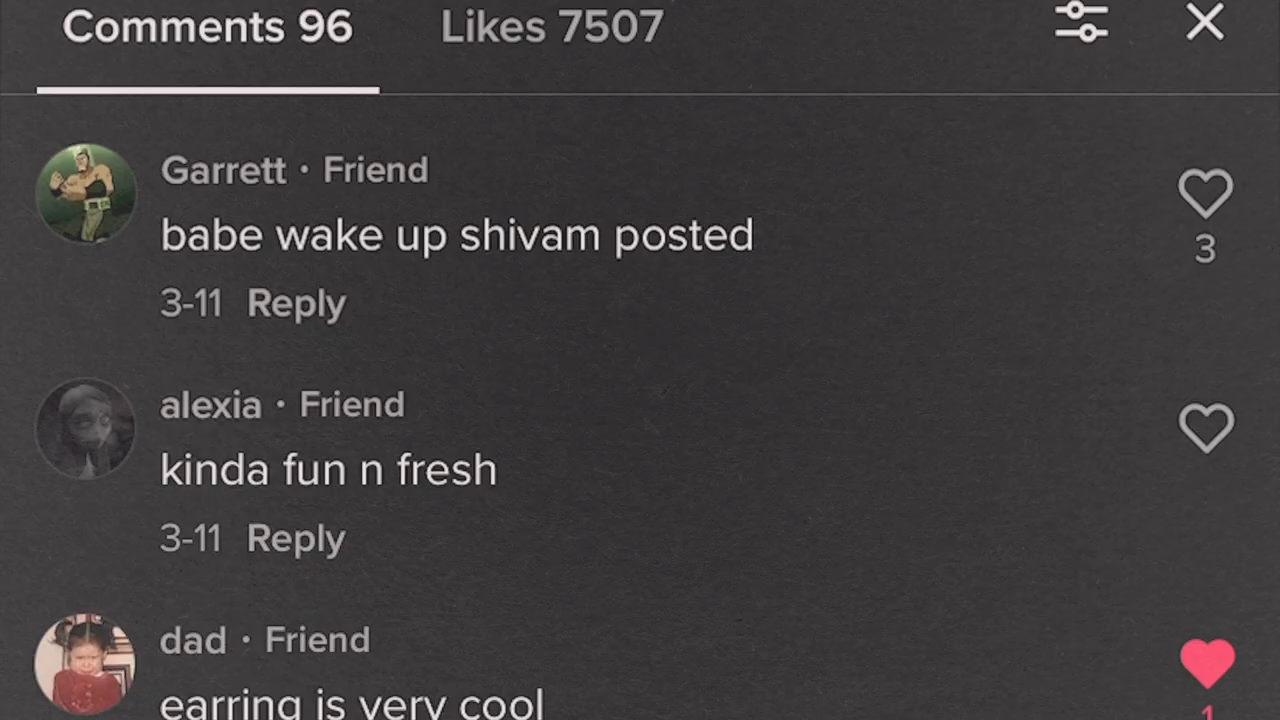 Comments 96 Likes 7507
Garrett · Friend
babe wake up shivam posted
3
3-11 Reply
alexia · Friend
kinda fun n fresh
3-11 Reply
dad · Friend
earring is very cool
1